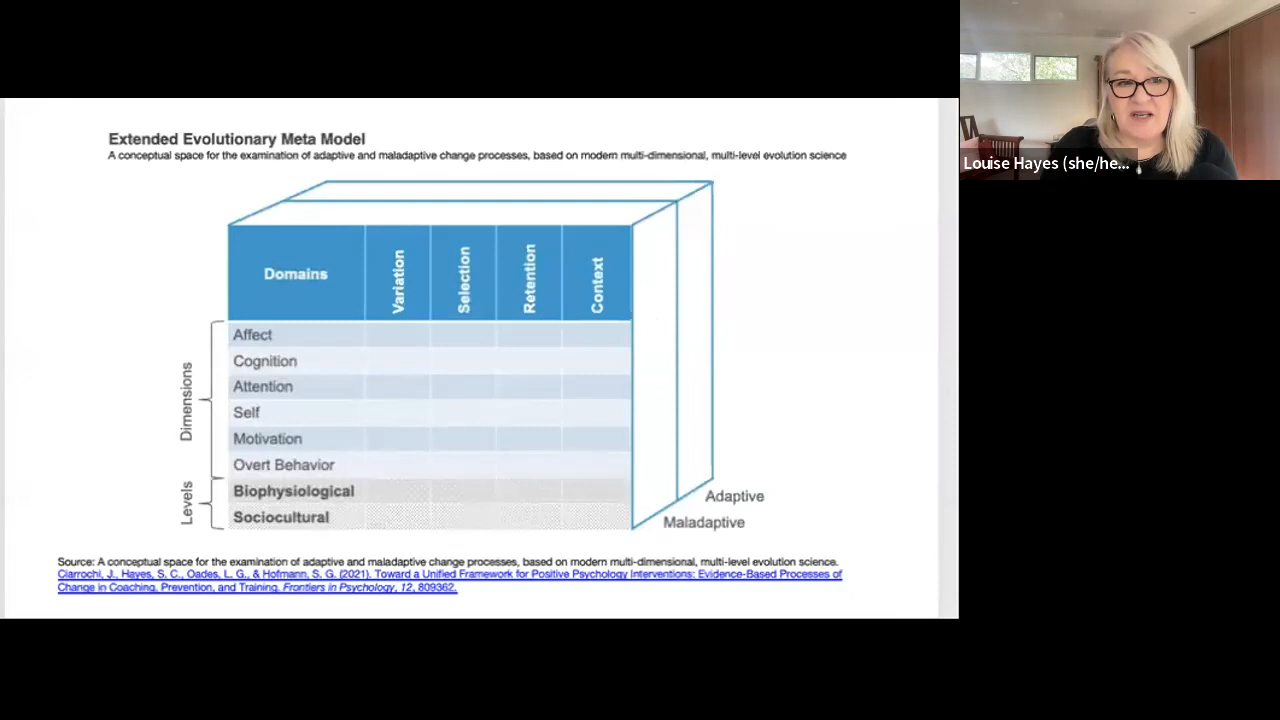 Louise Hayes (she/he...
Extended Evolutionary Meta Model
A conceptual space for the examination of adaptive and maladaptive change processes, based on modern multi-dimensional, multi-level evolution science
Domains
Variation
Selection
Retention
Context
Dimensions
Affect
Cognition
Attention
Self
Motivation
Overt Behavior
Levels
Biophysiological
Sociocultural
Adaptive
Maladaptive
Source: A conceptual space for the examination of adaptive and maladaptive change processes, based on modern multi-dimensional, multi-level evolution science.
Ciarrochi, J., Hayes, S. C., Oades, L. G., & Hofmann, S. G. (2021). Toward a Unified Framework for Positive Psychology Interventions: Evidence-Based Processes of
Change in Coaching, Prevention, and Training. Frontiers in Psychology, 12, 809362.